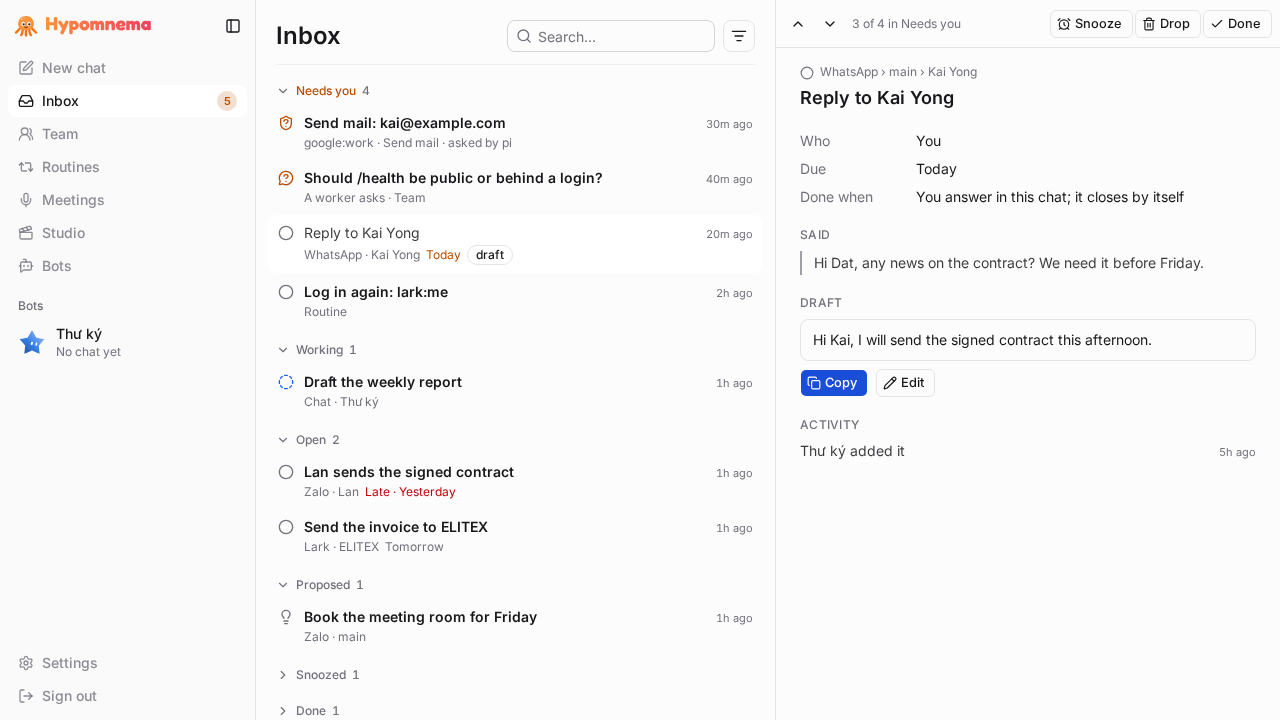 Hypomnema
New chat
Inbox 5
Team
Routines
Meetings
Studio
Bots
Bots
Thư ký
No chat yet
Settings
Sign out
Inbox
Search...
Needs you 4
Send mail: kai@example.com 30m ago
google:work · Send mail · asked by pi
Should /health be public or behind a login? 40m ago
A worker asks · Team
Reply to Kai Yong 20m ago
WhatsApp · Kai Yong Today draft
Log in again: lark:me 2h ago
Routine
Working 1
Draft the weekly report 1h ago
Chat · Thư ký
Open 2
Lan sends the signed contract 1h ago
Zalo · Lan Late · Yesterday
Send the invoice to ELITEX 1h ago
Lark · ELITEX Tomorrow
Proposed 1
Book the meeting room for Friday 1h ago
Zalo · main
Snoozed 1
Done 1
3 of 4 in Needs you Snooze Drop Done
WhatsApp › main › Kai Yong
Reply to Kai Yong
Who You
Due Today
Done when You answer in this chat; it closes by itself
SAID
Hi Dat, any news on the contract? We need it before Friday.
DRAFT
Hi Kai, I will send the signed contract this afternoon.
Copy Edit
ACTIVITY
Thư ký added it 5h ago